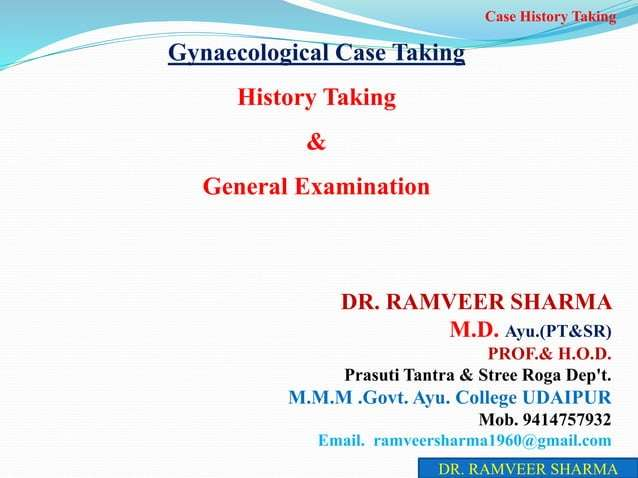 Case History Taking
Gynaecological Case Taking
History Taking
&
General Examination
DR. RAMVEER SHARMA
M.D. Ayu.(PT&SR)
PROF.& H.O.D.
Prasuti Tantra & Stree Roga Dep't.
M.M.M .Govt. Ayu. College UDAIPUR
Mob. 9414757932
Email. ramveersharma1960@gmail.com
DR. RAMVEER SHARMA